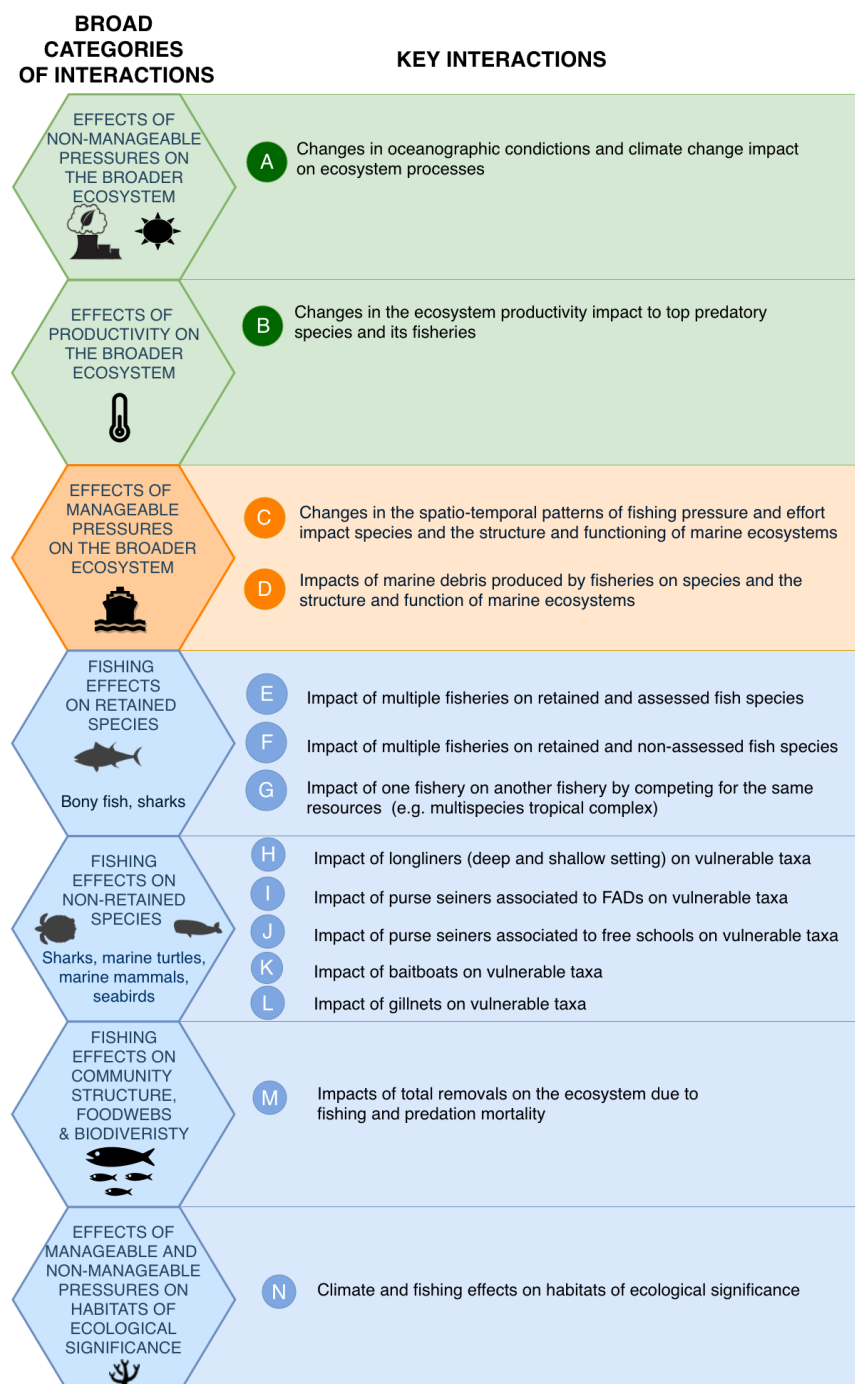 BROAD
CATEGORIES
OF INTERACTIONS
KEY INTERACTIONS
EFFECTS OF
NON-MANAGEABLE
PRESSURES ON
THE BROADER
ECOSYSTEM
A
Changes in oceanographic condictions and climate change impact
on ecosystem processes
EFFECTS OF
PRODUCTIVITY ON
THE BROADER
ECOSYSTEM
B
Changes in the ecosystem productivity impact to top predatory
species and its fisheries
EFFECTS OF
MANAGEABLE
PRESSURES
ON THE BROADER
ECOSYSTEM
C
Changes in the spatio-temporal patterns of fishing pressure and effort
impact species and the structure and functioning of marine ecosystems
D
Impacts of marine debris produced by fisheries on species and the
structure and function of marine ecosystems
FISHING
EFFECTS
ON RETAINED
SPECIES
Bony fish, sharks
E
Impact of multiple fisheries on retained and assessed fish species
F
Impact of multiple fisheries on retained and non-assessed fish species
G
Impact of one fishery on another fishery by competing for the same
resources (e.g. multispecies tropical complex)
FISHING
EFFECTS ON
NON-RETAINED
SPECIES
Sharks, marine turtles,
marine mammals,
seabirds
H
Impact of longliners (deep and shallow setting) on vulnerable taxa
I
Impact of purse seiners associated to FADs on vulnerable taxa
J
Impact of purse seiners associated to free schools on vulnerable taxa
K
Impact of baitboats on vulnerable taxa
L
Impact of gillnets on vulnerable taxa
FISHING
EFFECTS ON
COMMUNITY
STRUCTURE,
FOODWEBS
& BIODIVERISTY
M
Impacts of total removals on the ecosystem due to
fishing and predation mortality
EFFECTS OF
MANAGEABLE AND
NON-MANAGEABLE
PRESSURES ON
HABITATS OF
ECOLOGICAL
SIGNIFICANCE
N
Climate and fishing effects on habitats of ecological significance